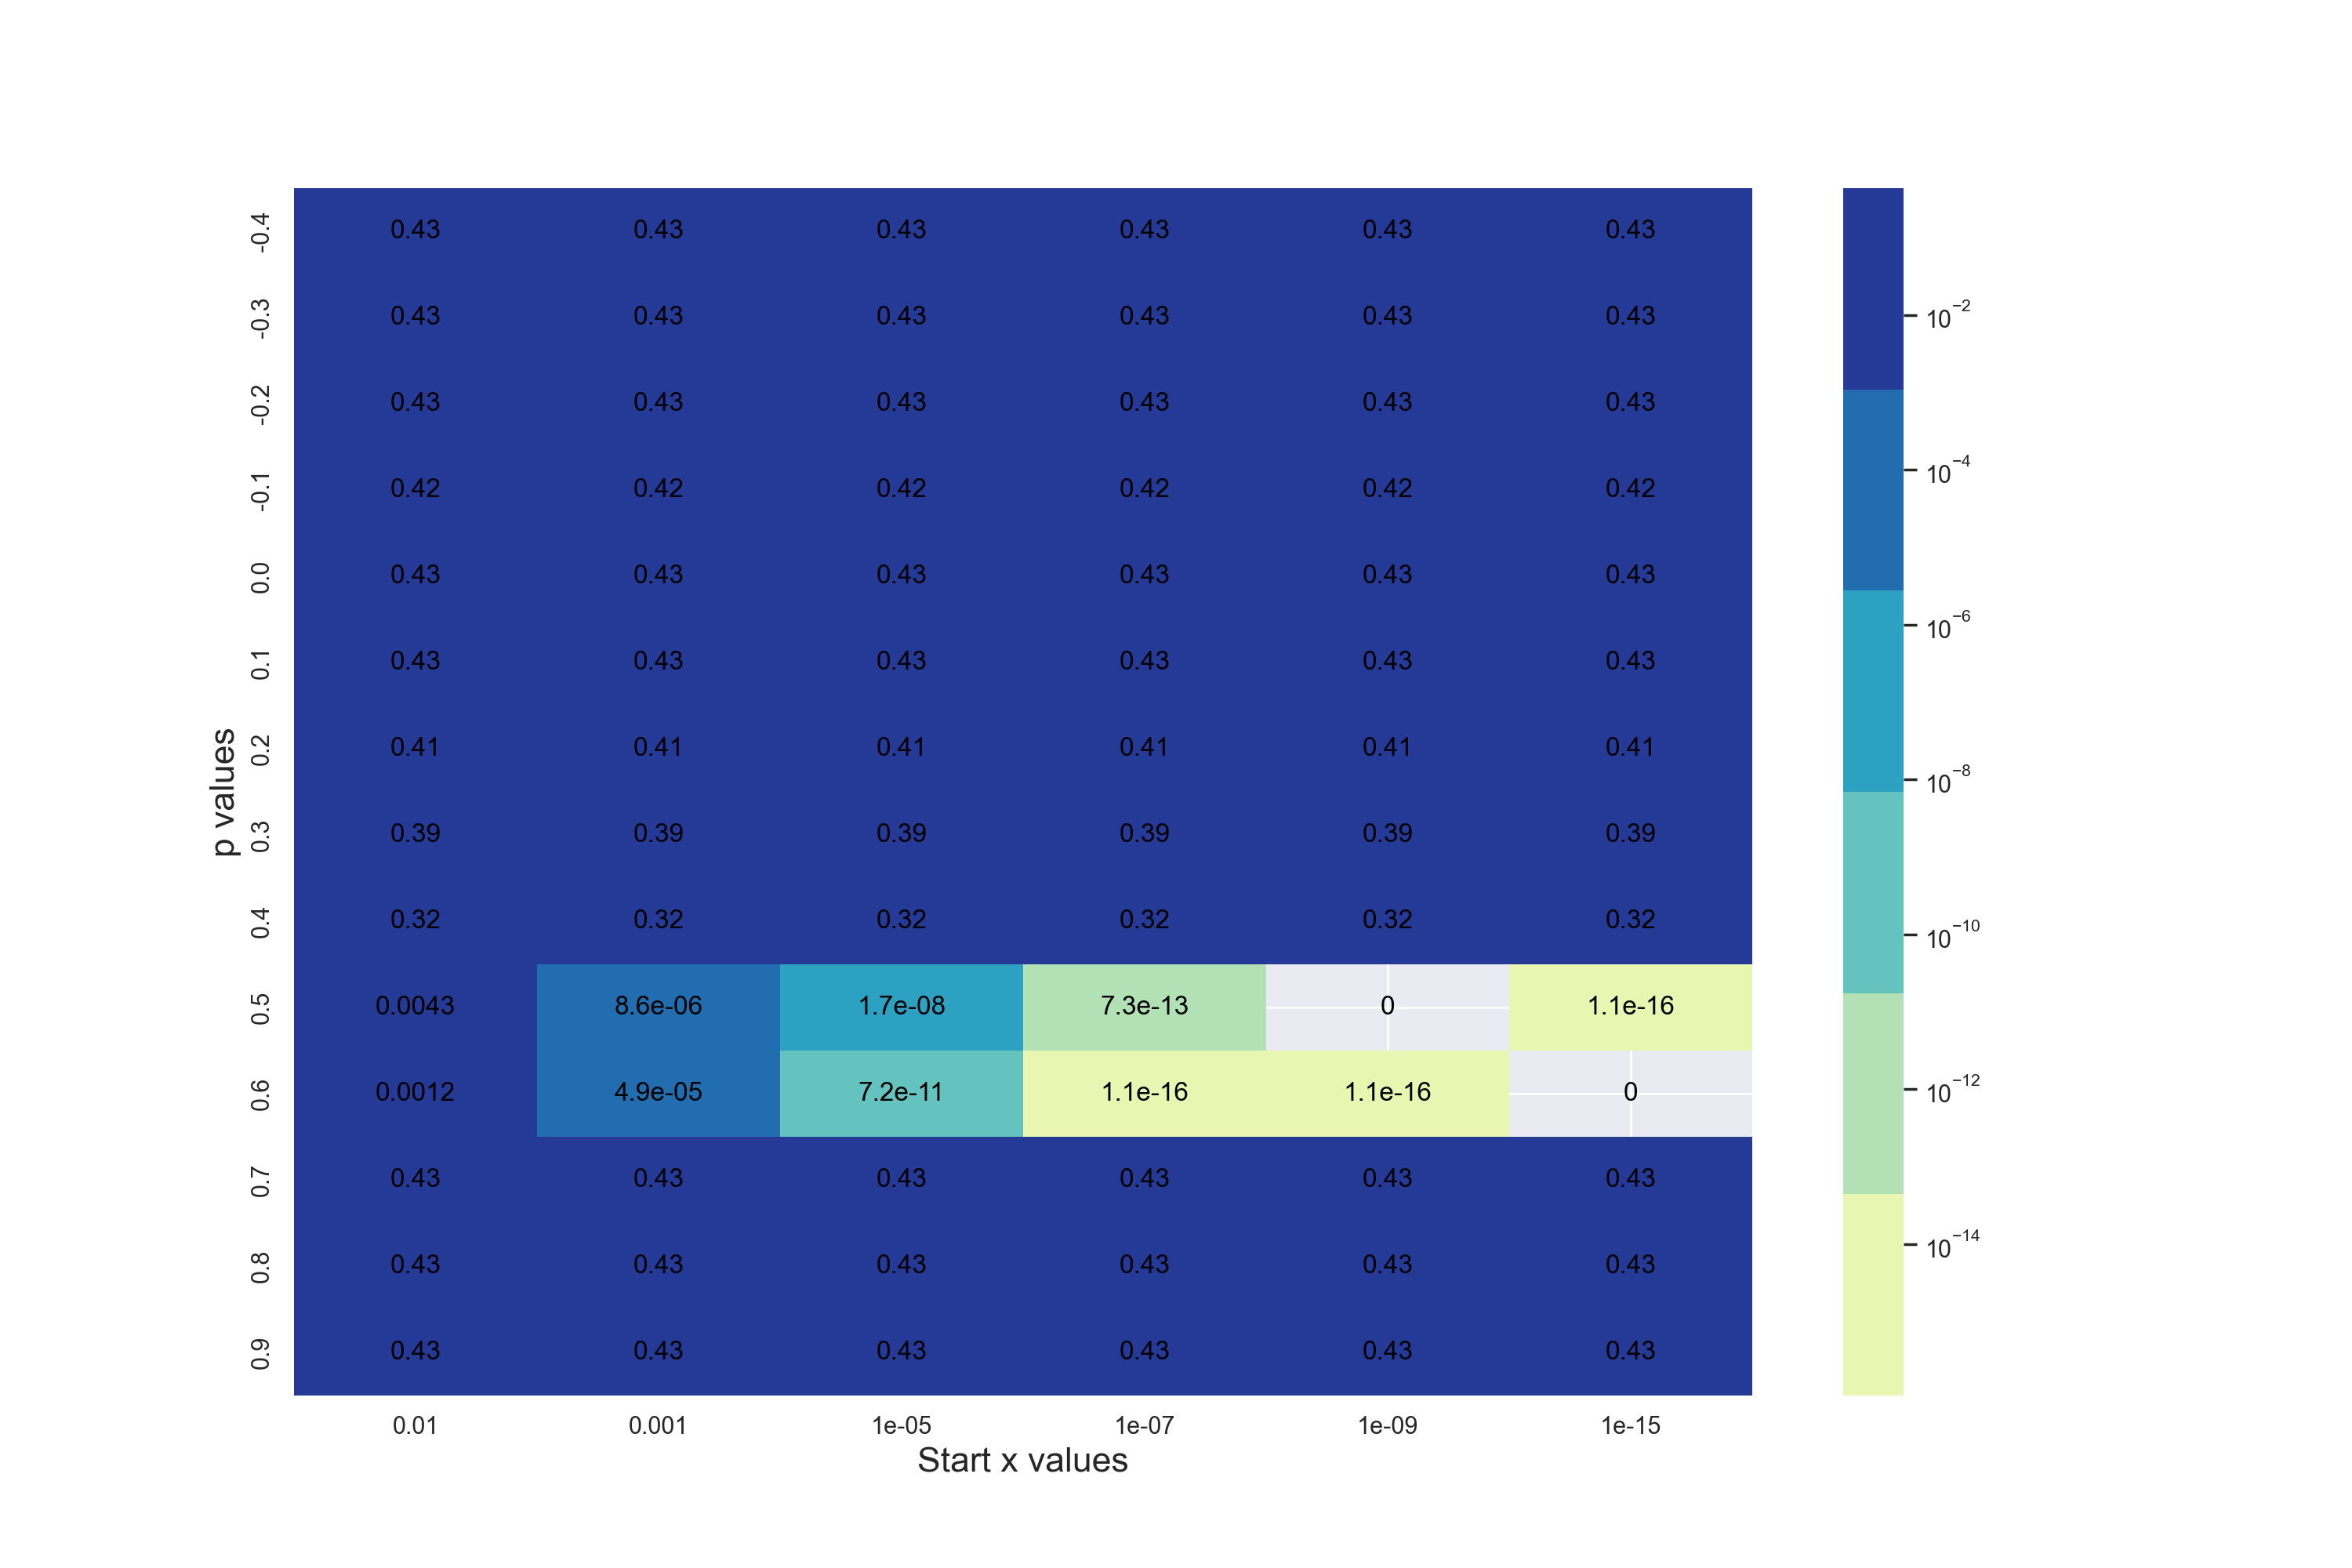 -0.4 0.43 0.43 0.43 0.43 0.43 0.43
-0.3 0.43 0.43 0.43 0.43 0.43 0.43
-0.2 0.43 0.43 0.43 0.43 0.43 0.43
-0.1 0.42 0.42 0.42 0.42 0.42 0.42
0.0 0.43 0.43 0.43 0.43 0.43 0.43
0.1 0.43 0.43 0.43 0.43 0.43 0.43
0.2 0.41 0.41 0.41 0.41 0.41 0.41
p values
0.3 0.39 0.39 0.39 0.39 0.39 0.39
0.4 0.32 0.32 0.32 0.32 0.32 0.32
0.5 0.0043 8.6e-06 1.7e-08 7.3e-13 0 1.1e-16
0.6 0.0012 4.9e-05 7.2e-11 1.1e-16 1.1e-16 0
0.7 0.43 0.43 0.43 0.43 0.43 0.43
0.8 0.43 0.43 0.43 0.43 0.43 0.43
0.9 0.43 0.43 0.43 0.43 0.43 0.43
0.01 0.001 1e-05 1e-07 1e-09 1e-15
Start x values
10⁻²
10⁻⁴
10⁻⁶
10⁻⁸
10⁻¹⁰
10⁻¹²
10⁻¹⁴